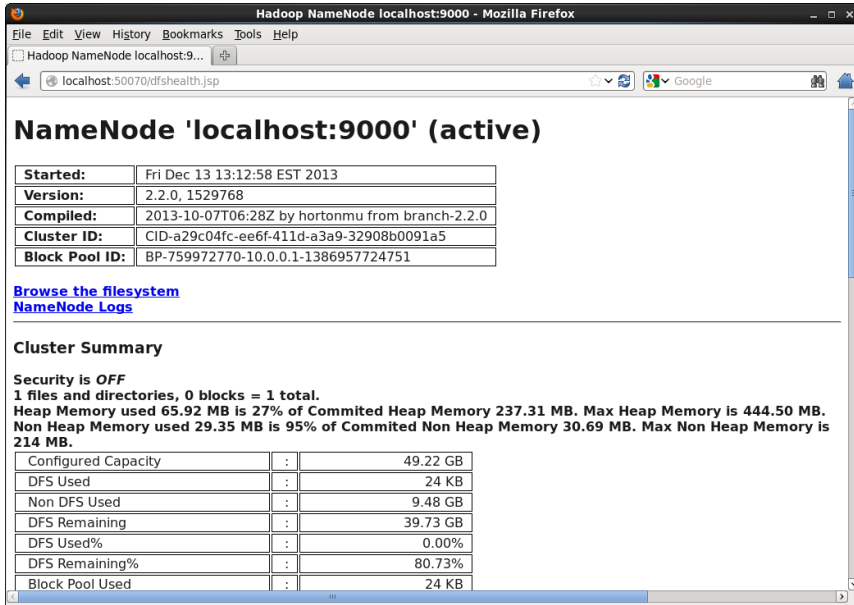 Hadoop NameNode localhost:9000 - Mozilla Firefox
File Edit View History Bookmarks Tools Help
Hadoop NameNode localhost:9...
localhost:50070/dfshealth.jsp Google
NameNode 'localhost:9000' (active)
Started: Fri Dec 13 13:12:58 EST 2013
Version: 2.2.0, 1529768
Compiled: 2013-10-07T06:28Z by hortonmu from branch-2.2.0
Cluster ID: CID-a29c04fc-ee6f-411d-a3a9-32908b0091a5
Block Pool ID: BP-759972770-10.0.0.1-1386957724751
Browse the filesystem
NameNode Logs
Cluster Summary
Security is OFF
1 files and directories, 0 blocks = 1 total.
Heap Memory used 65.92 MB is 27% of Commited Heap Memory 237.31 MB. Max Heap Memory is 444.50 MB.
Non Heap Memory used 29.35 MB is 95% of Commited Non Heap Memory 30.69 MB. Max Non Heap Memory is
214 MB.
Configured Capacity : 49.22 GB
DFS Used : 24 KB
Non DFS Used : 9.48 GB
DFS Remaining : 39.73 GB
DFS Used% : 0.00%
DFS Remaining% : 80.73%
Block Pool Used : 24 KB